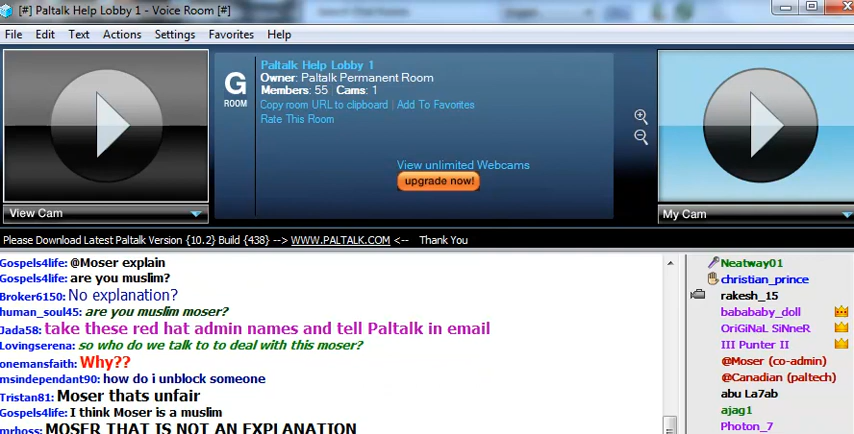 [#] Paltalk Help Lobby 1 - Voice Room [#]
File Edit Text Actions Settings Favorites Help
G
ROOM
Paltalk Help Lobby 1
Owner: Paltalk Permanent Room
Members: 55 | Cams: 1
Copy room URL to clipboard | Add To Favorites
Rate This Room
View unlimited Webcams
upgrade now!
View Cam
My Cam
Please Download Latest Paltalk Version {10.2} Build {438} --> WWW.PALTALK.COM <-- Thank You
Gospels4life: @Moser explain
Gospels4life: are you muslim?
Broker6150: No explanation?
human_soul45: are you muslim moser?
Jada58: take these red hat admin names and tell Paltalk in email
Lovingserena: so who do we talk to to deal with this moser?
onemansfaith: Why??
msindependant90: how do i unblock someone
Tristan81: Moser thats unfair
Gospels4life: I think Moser is a muslim
mrhoss: MOSER THAT IS NOT AN EXPLANATION
Neatway01
christian_prince
rakesh_15
babababy_doll
OriGiNaL SiNNeR
III Punter II
@Moser (co-admin)
@Canadian (paltech)
abu La7ab
ajag1
Photon_7